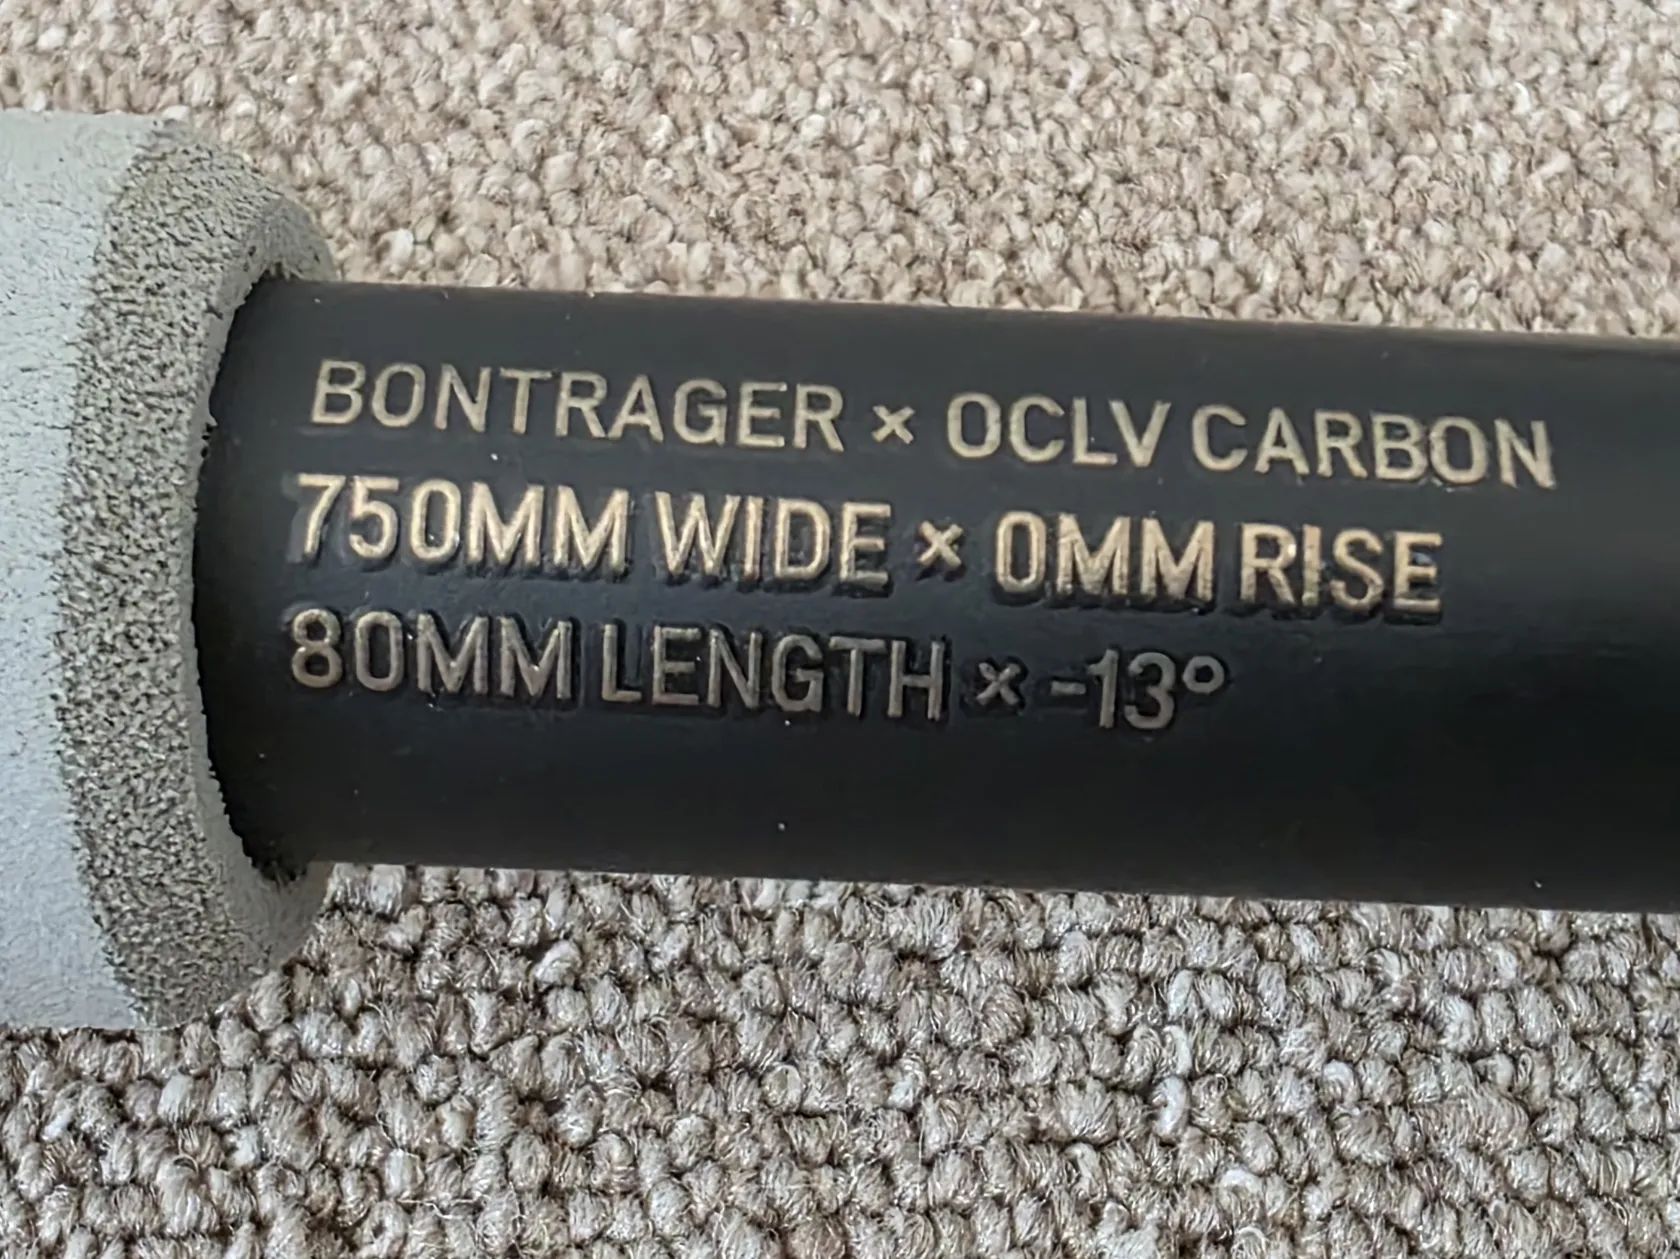 BONTRAGER × OCLV CARBON
750MM WIDE × 0MM RISE
80MM LENGTH × -13°